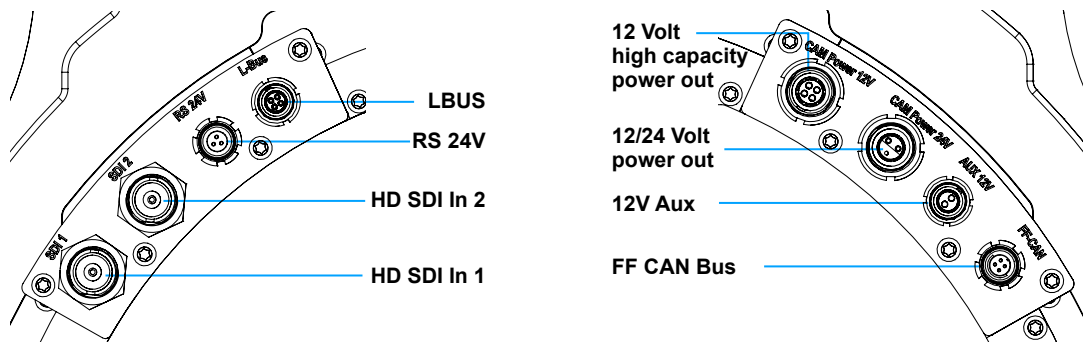 L-Bus
LBUS
RS 24V
RS 24V
SDI 2
HD SDI In 2
SDI 1
HD SDI In 1
12 Volt
high capacity
power out
CAM Power 12V
12/24 Volt
power out
CAM Power 24V
12V Aux
AUX 12V
FF CAN Bus
FF-CAN